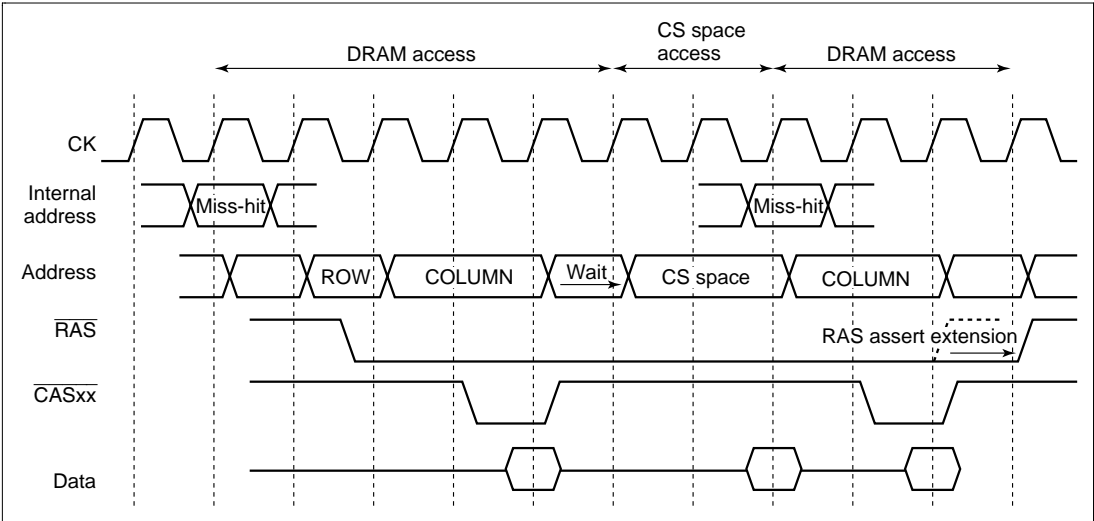 CS space
access
DRAM access
DRAM access
CK
Internal
address
Miss-hit
Miss-hit
Address
ROW
COLUMN
Wait
CS space
COLUMN
RAS
RAS assert extension
CASxx
Data